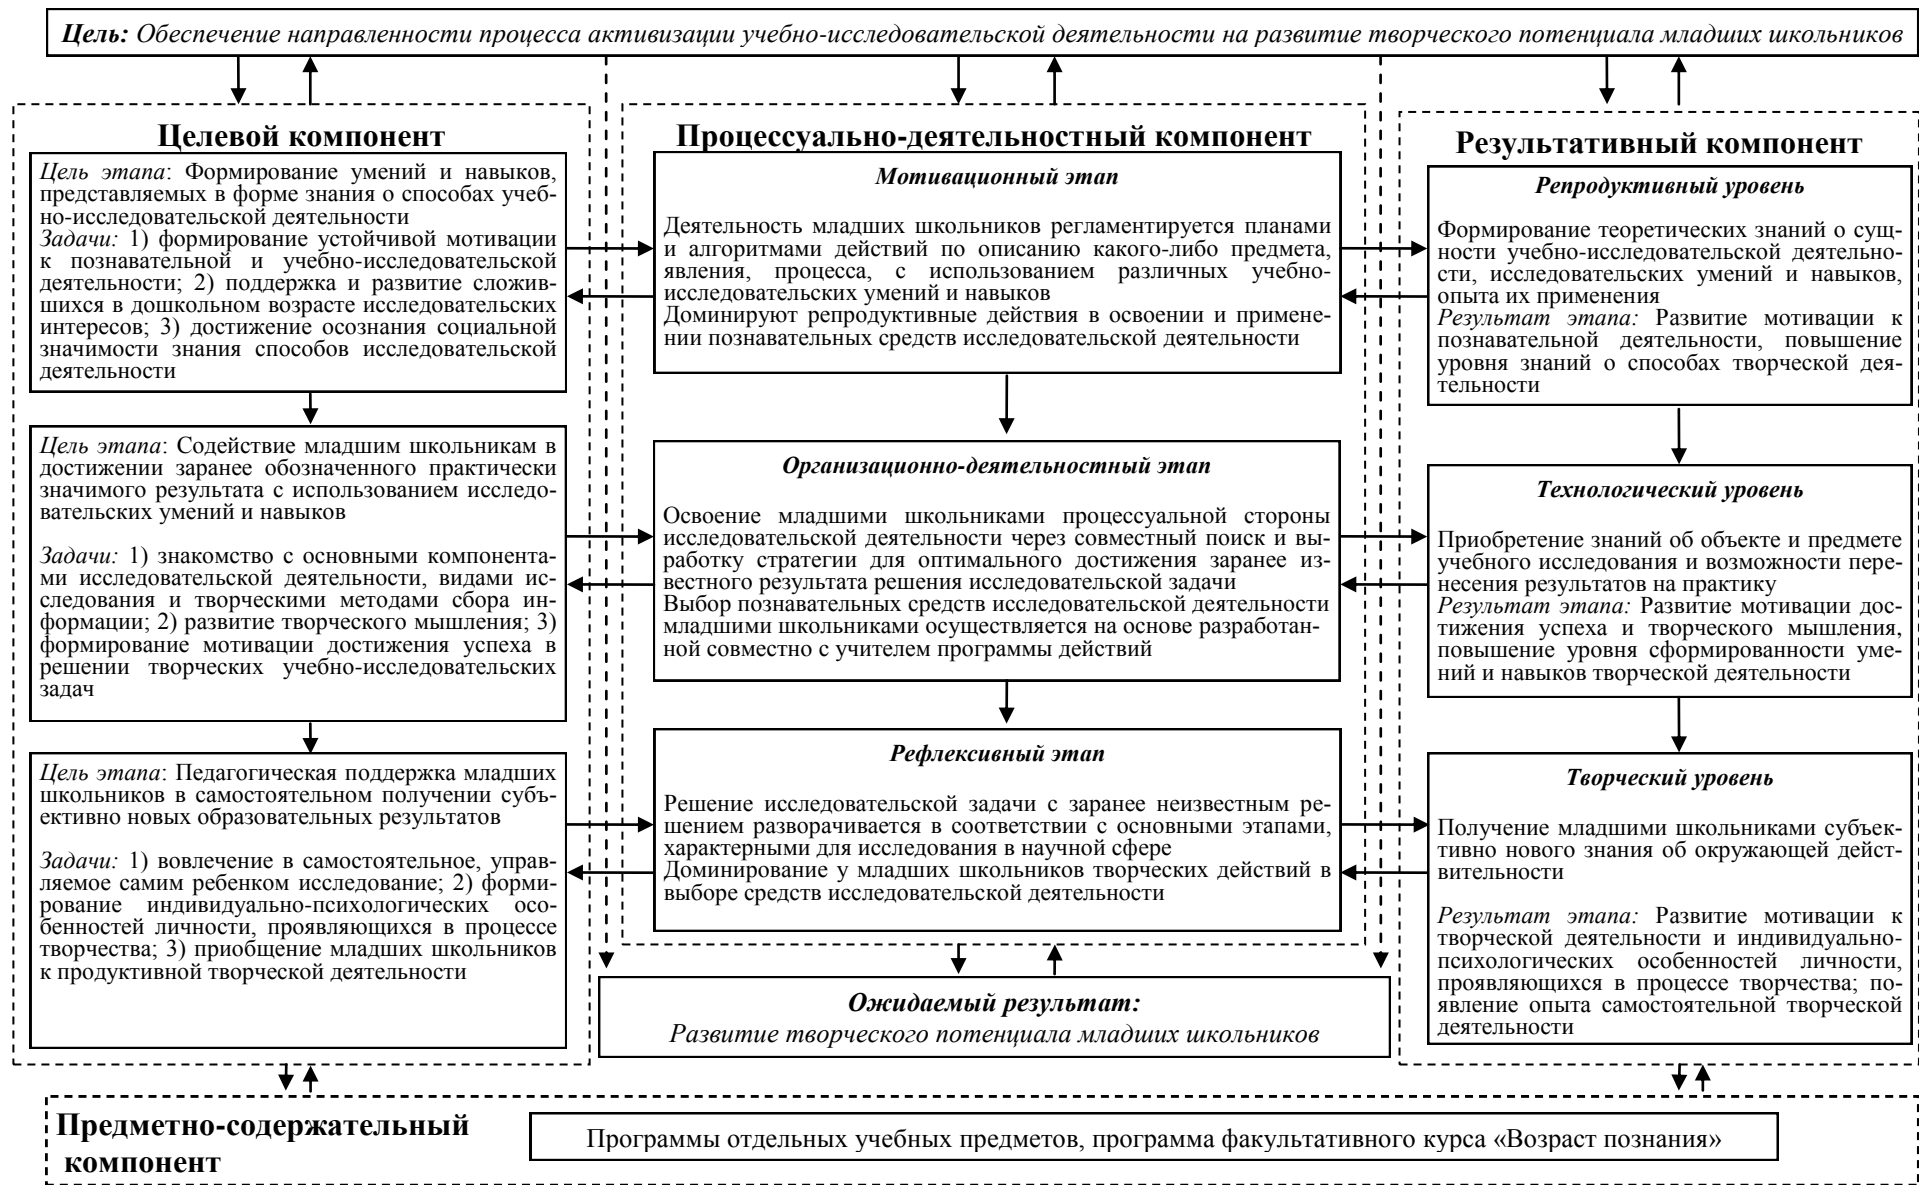 Цель: Обеспечение направленности процесса активизации учебно-исследовательской деятельности на развитие творческого потенциала младших школьников
Целевой компонент
Цель этапа: Формирование умений и навыков,
представляемых в форме знания о способах учеб-
но-исследовательской деятельности
Задачи: 1) формирование устойчивой мотивации
к познавательной и учебно-исследовательской
деятельности; 2) поддержка и развитие сложив-
шихся в дошкольном возрасте исследовательских
интересов; 3) достижение осознания социальной
значимости знания способов исследовательской
деятельности
Цель этапа: Содействие младшим школьникам в
достижении заранее обозначенного практически
значимого результата с использованием исследо-
вательских умений и навыков
Задачи: 1) знакомство с основными компонента-
ми исследовательской деятельности, видами ис-
следования и творческими методами сбора ин-
формации; 2) развитие творческого мышления; 3)
формирование мотивации достижения успеха в
решении творческих учебно-исследовательских
задач
Цель этапа: Педагогическая поддержка младших
школьников в самостоятельном получении субъ-
ективно новых образовательных результатов
Задачи: 1) вовлечение в самостоятельное, управ-
ляемое самим ребенком исследование; 2) форми-
рование индивидуально-психологических осо-
бенностей личности, проявляющихся в процессе
творчества; 3) приобщение младших школьников
к продуктивной творческой деятельности
Процессуально-деятельностный компонент
Мотивационный этап
Деятельность младших школьников регламентируется планами
и алгоритмами действий по описанию какого-либо предмета,
явления, процесса, с использованием различных учебно-
исследовательских умений и навыков
Доминируют репродуктивные действия в освоении и примене-
нии познавательных средств исследовательской деятельности
Организационно-деятельностный этап
Освоение младшими школьниками процессуальной стороны
исследовательской деятельности через совместный поиск и вы-
работку стратегии для оптимального достижения заранее из-
вестного результата решения исследовательской задачи
Выбор познавательных средств исследовательской деятельности
младшими школьниками осуществляется на основе разработан-
ной совместно с учителем программы действий
Рефлексивный этап
Решение исследовательской задачи с заранее неизвестным ре-
шением разворачивается в соответствии с основными этапами,
характерными для исследования в научной сфере
Доминирование у младших школьников творческих действий в
выборе средств исследовательской деятельности
Ожидаемый результат:
Развитие творческого потенциала младших школьников
Результативный компонент
Репродуктивный уровень
Формирование теоретических знаний о сущ-
ности учебно-исследовательской деятельно-
сти, исследовательских умений и навыков,
опыта их применения
Результат этапа: Развитие мотивации к
познавательной деятельности, повышение
уровня знаний о способах творческой дея-
тельности
Технологический уровень
Приобретение знаний об объекте и предмете
учебного исследования и возможности пере-
несения результатов на практику
Результат этапа: Развитие мотивации дос-
тижения успеха и творческого мышления,
повышение уровня сформированности уме-
ний и навыков творческой деятельности
Творческий уровень
Получение младшими школьниками субъек-
тивно нового знания об окружающей дейст-
вительности
Результат этапа: Развитие мотивации к
творческой деятельности и индивидуально-
психологических особенностей личности,
проявляющихся в процессе творчества; по-
явление опыта самостоятельной творческой
деятельности
Предметно-содержательный
компонент
Программы отдельных учебных предметов, программа факультативного курса «Возраст познания»